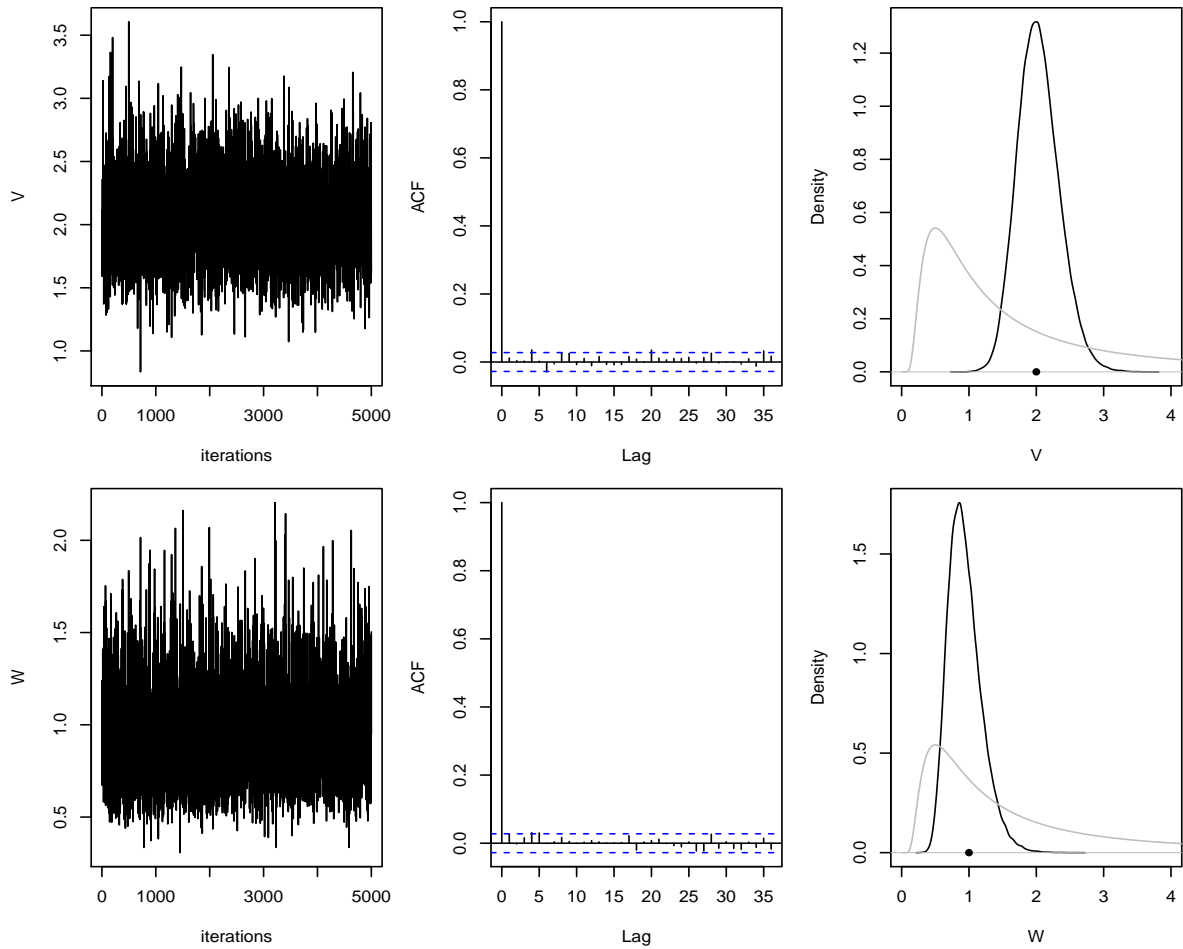 V
1.0 1.5 2.0 2.5 3.0 3.5
0 1000 3000 5000
iterations
ACF
0.0 0.2 0.4 0.6 0.8 1.0
0 5 10 15 20 25 30 35
Lag
Density
0.0 0.2 0.4 0.6 0.8 1.0 1.2
0 1 2 3 4
V
W
0.5 1.0 1.5 2.0
0 1000 3000 5000
iterations
ACF
0.0 0.2 0.4 0.6 0.8 1.0
0 5 10 15 20 25 30 35
Lag
Density
0.0 0.5 1.0 1.5
0 1 2 3 4
W